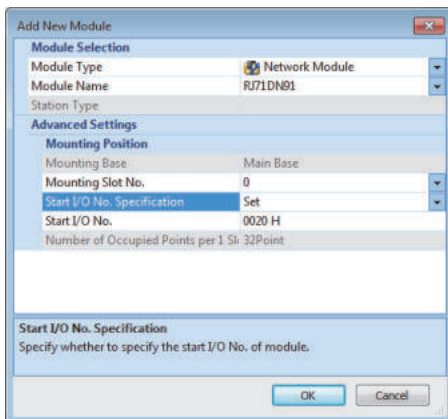 Add New Module
Module Selection
Module Type Network Module
Module Name RJ71DN91
Station Type
Advanced Settings
Mounting Position
Mounting Base Main Base
Mounting Slot No. 0
Start I/O No. Specification Set
Start I/O No. 0020 H
Number of Occupied Points per 1 Sl 32Point
Start I/O No. Specification
Specify whether to specify the start I/O No. of module.
OK Cancel